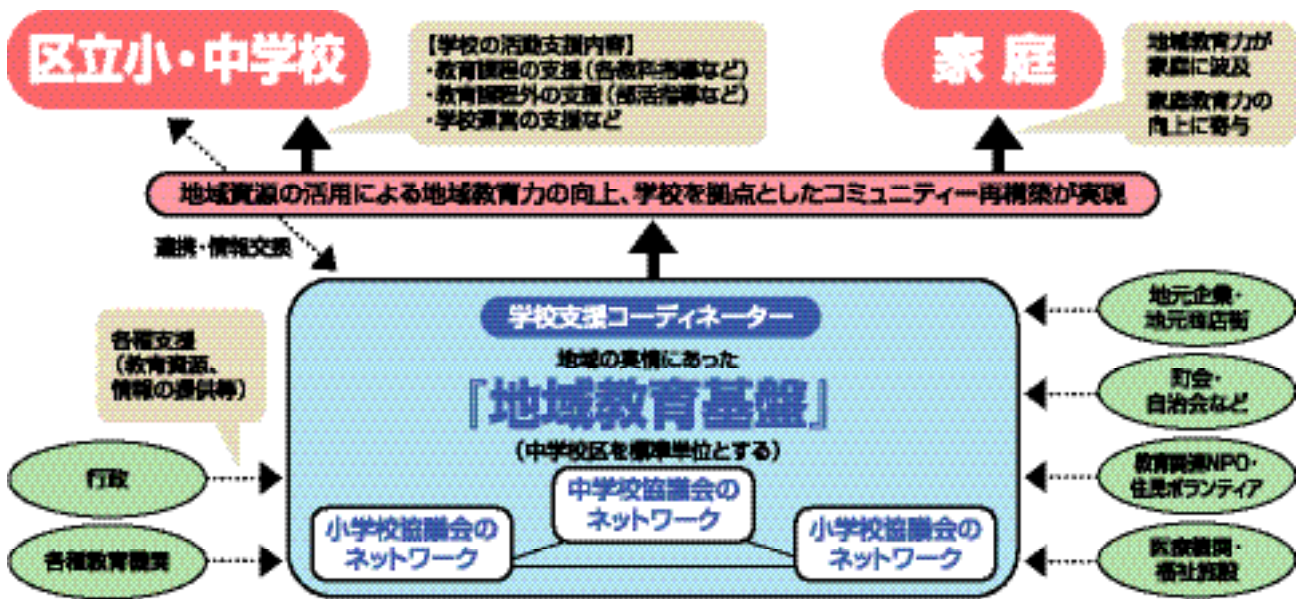 区立小・中学校
【学校の活動支援内容】
・教育課程の支援（各教科指導など）
・教育課程外の支援（部活指導など）
・学校運営の支援など
家庭
地域教育力が
家庭に波及
家庭教育力の
向上に寄与
地域資源の活用による地域教育力の向上、学校を拠点としたコミュニティー再構築が実現
連携・情報交換
学校支援コーディネーター
地域の実情にあった
『地域教育基盤』
（中学校区を標準単位とする）
中学校協議会の
ネットワーク
小学校協議会の
ネットワーク
小学校協議会の
ネットワーク
各種支援
（教育資源、
情報の提供等）
行政
各種教育機関
地元企業・
地元商店街
町会・
自治会など
教育関連NPO・
住民ボランティア
医療機関・
福祉施設